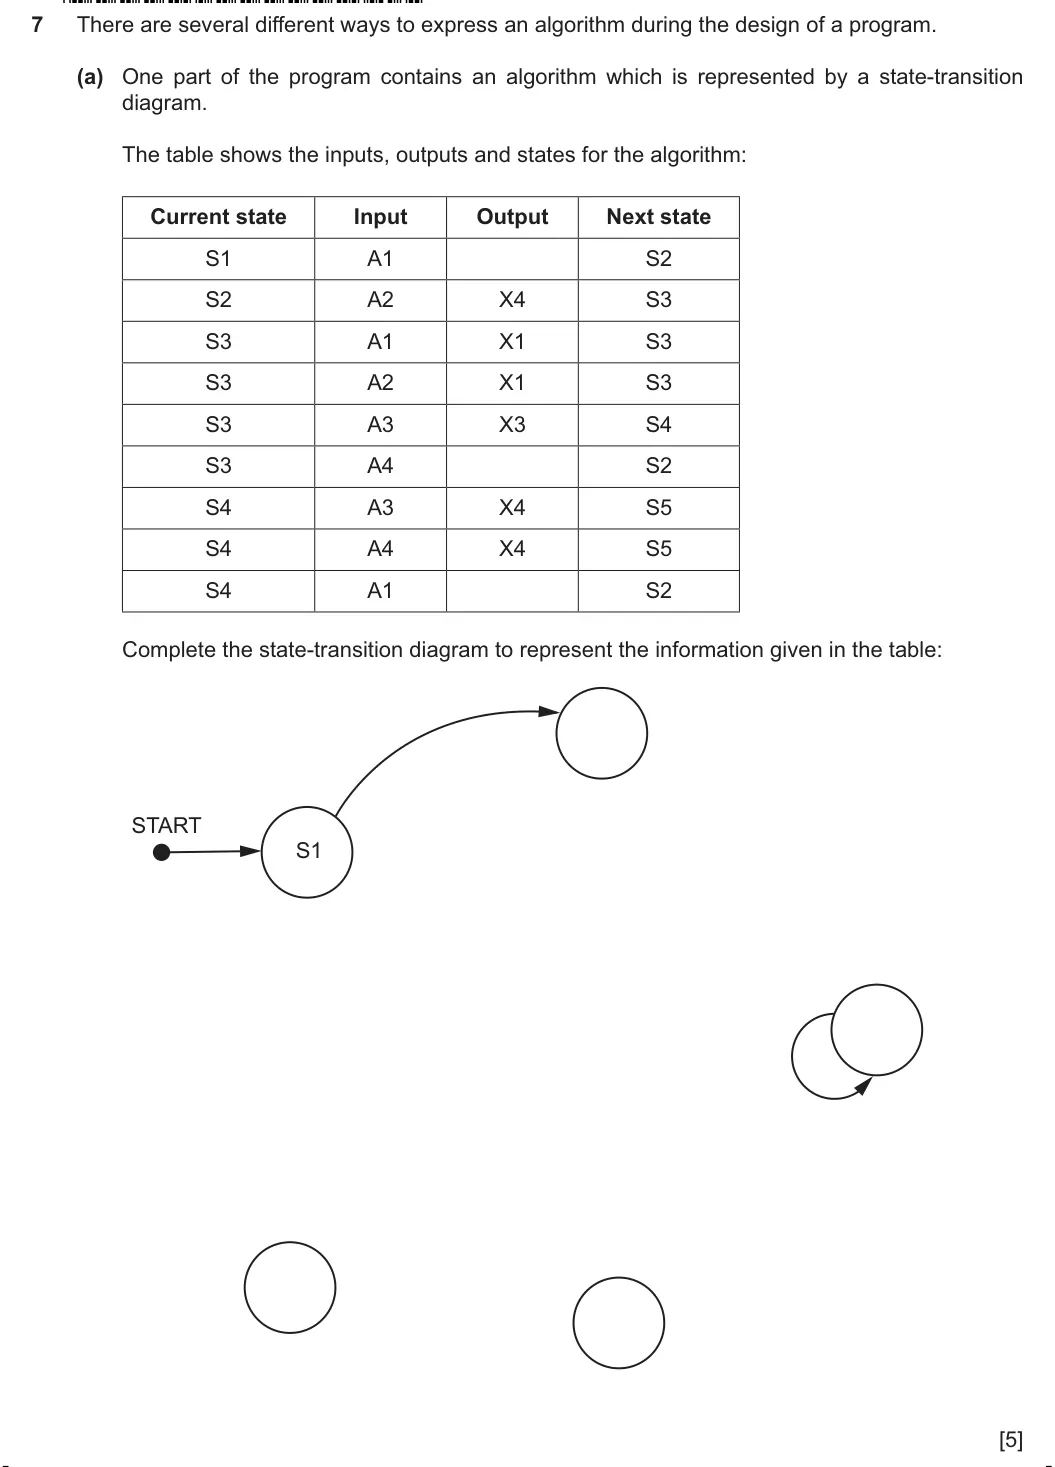 7 There are several different ways to express an algorithm during the design of a program.
(a) One part of the program contains an algorithm which is represented by a state-transition
diagram.
The table shows the inputs, outputs and states for the algorithm:
Current state Input Output Next state
S1 A1 S2
S2 A2 X4 S3
S3 A1 X1 S3
S3 A2 X1 S3
S3 A3 X3 S4
S3 A4 S2
S4 A3 X4 S5
S4 A4 X4 S5
S4 A1 S2
Complete the state-transition diagram to represent the information given in the table:
START
S1
[5]